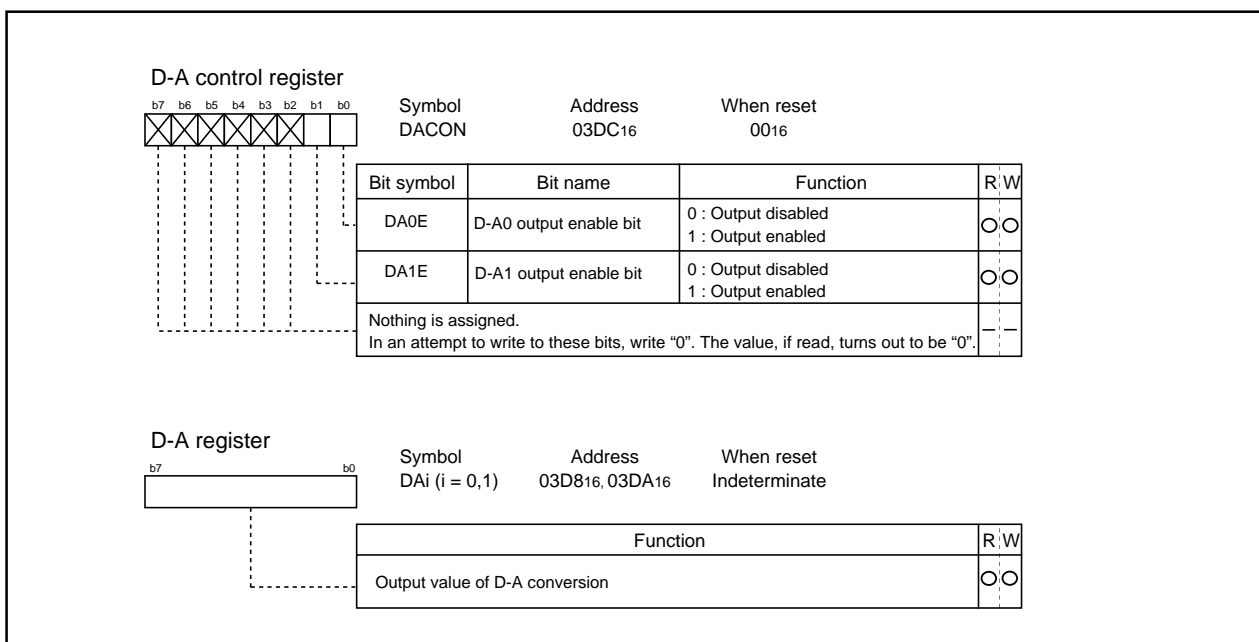 D-A control register
b7 b6 b5 b4 b3 b2 b1 b0
Symbol Address When reset
DACON 03DC16 0016
Bit symbol Bit name Function R W
DA0E D-A0 output enable bit 0 : Output disabled
1 : Output enabled
DA1E D-A1 output enable bit 0 : Output disabled
1 : Output enabled
Nothing is assigned.
In an attempt to write to these bits, write “0”. The value, if read, turns out to be “0”.
D-A register
b7 b0
Symbol Address When reset
DAi (i = 0,1) 03D816, 03DA16 Indeterminate
Function R W
Output value of D-A conversion